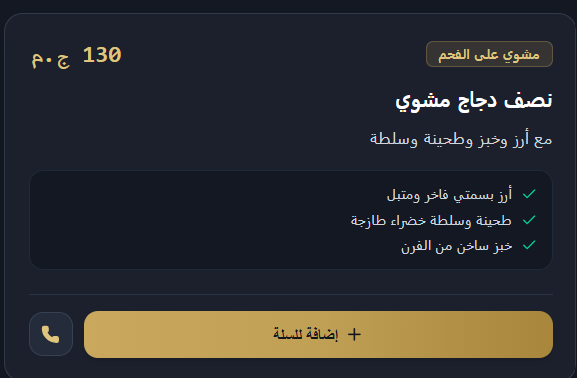 مشوي على الفحم
130 ج.م
نصف دجاج مشوي
مع أرز وخبز وطحينة وسلطة
أرز بسمتي فاخر ومتبل
طحينة وسلطة خضراء طازجة
خبز ساخن من الفرن
إضافة للسلة